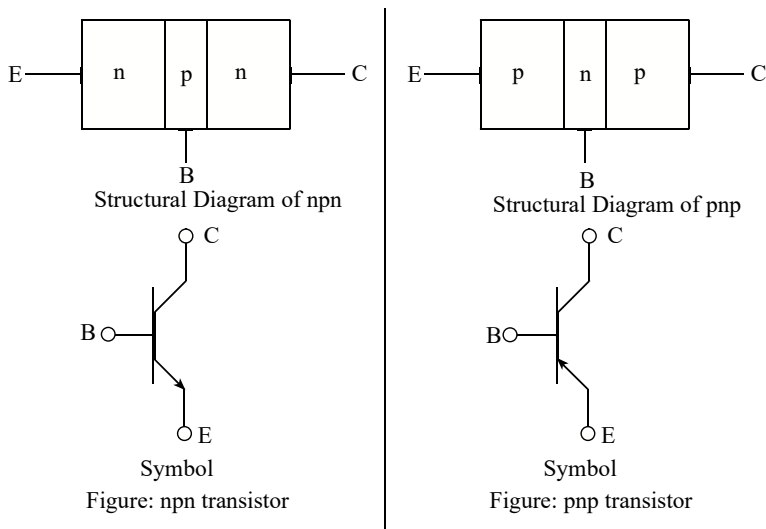 E n p n C
B
Structural Diagram of npn
C
B
E
Symbol
Figure: npn transistor
E p n p C
B
Structural Diagram of pnp
C
B
E
Symbol
Figure: pnp transistor